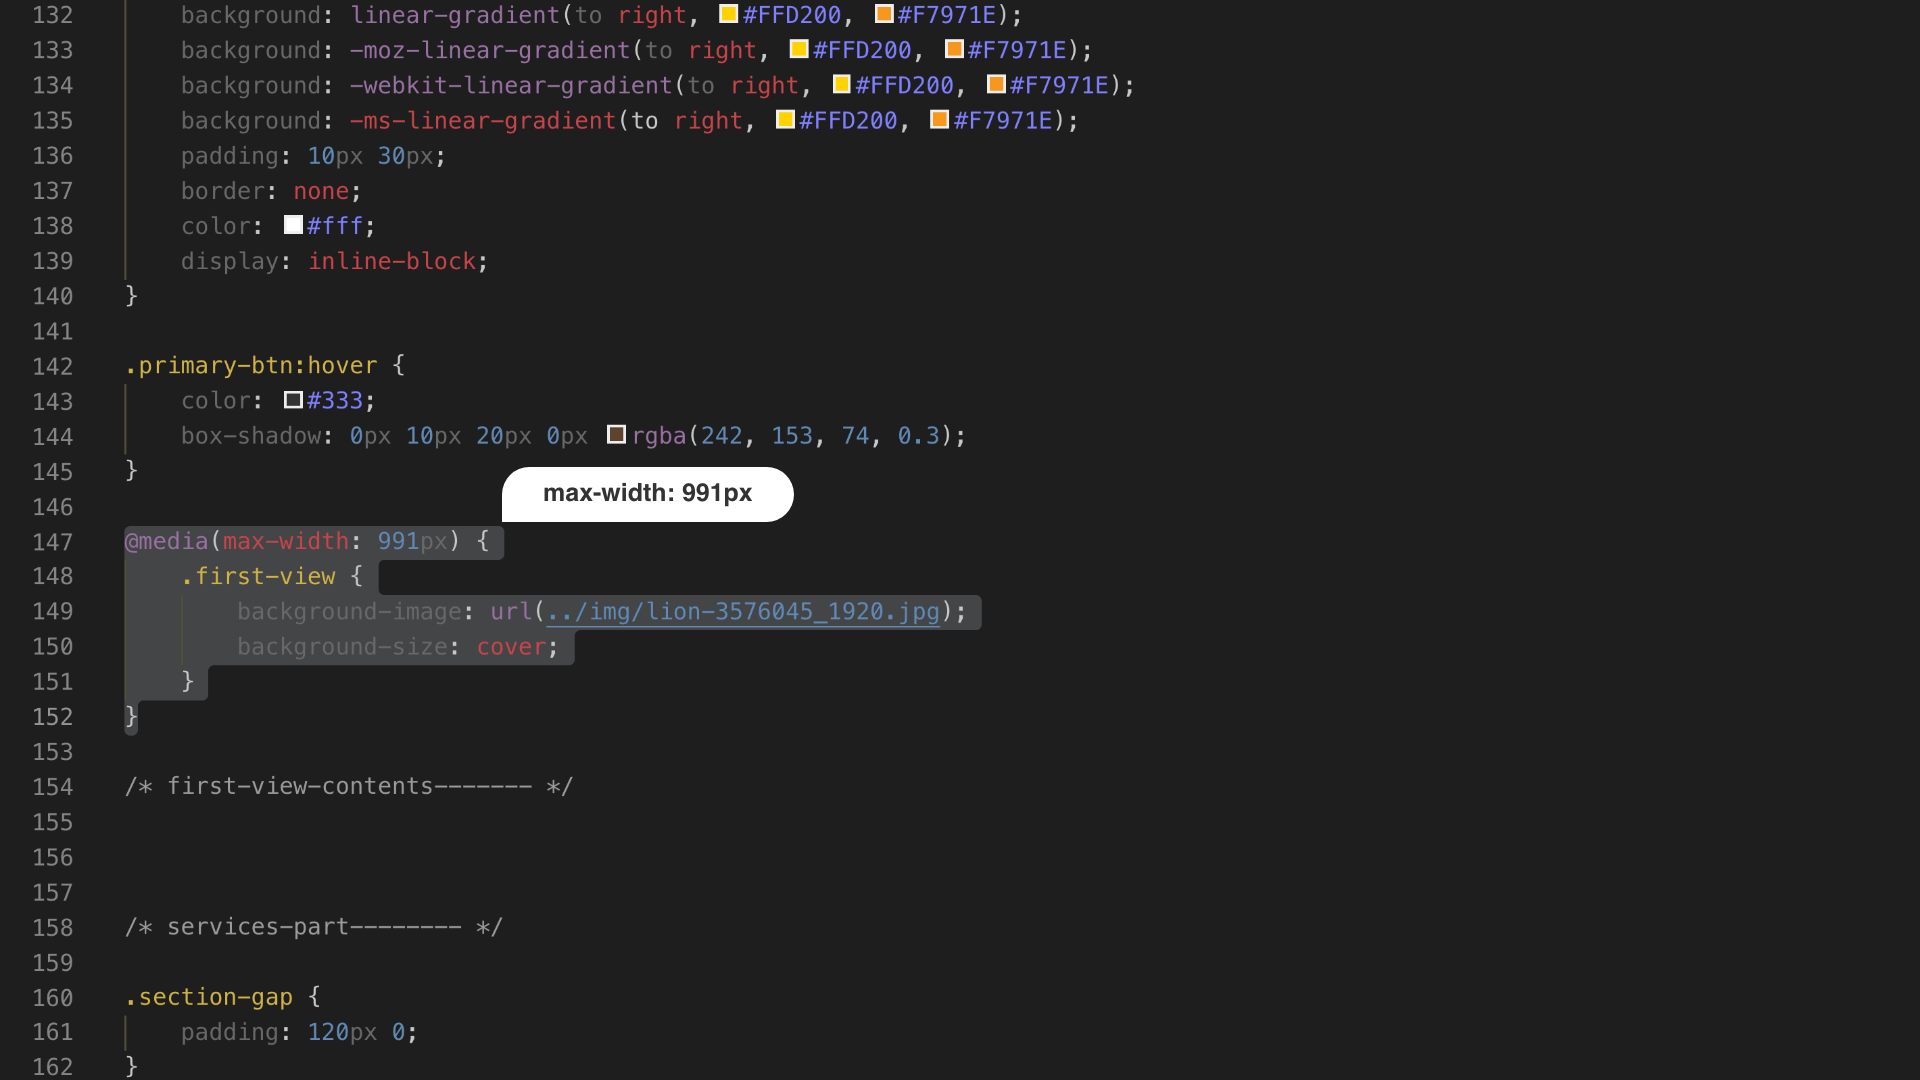 132 background: linear-gradient(to right, #FFD200, #F7971E);
133 background: -moz-linear-gradient(to right, #FFD200, #F7971E);
134 background: -webkit-linear-gradient(to right, #FFD200, #F7971E);
135 background: -ms-linear-gradient(to right, #FFD200, #F7971E);
136 padding: 10px 30px;
137 border: none;
138 color: #fff;
139 display: inline-block;
140 }
141
142 .primary-btn:hover {
143 color: #333;
144 box-shadow: 0px 10px 20px 0px rgba(242, 153, 74, 0.3);
145 }
max-width: 991px
146
147 @media(max-width: 991px) {
148 .first-view {
149 background-image: url(../img/lion-3576045_1920.jpg);
150 background-size: cover;
151 }
152 }
153
154 /* first-view-contents------- */
155
156
157
158 /* services-part-------- */
159
160 .section-gap {
161 padding: 120px 0;
162 }